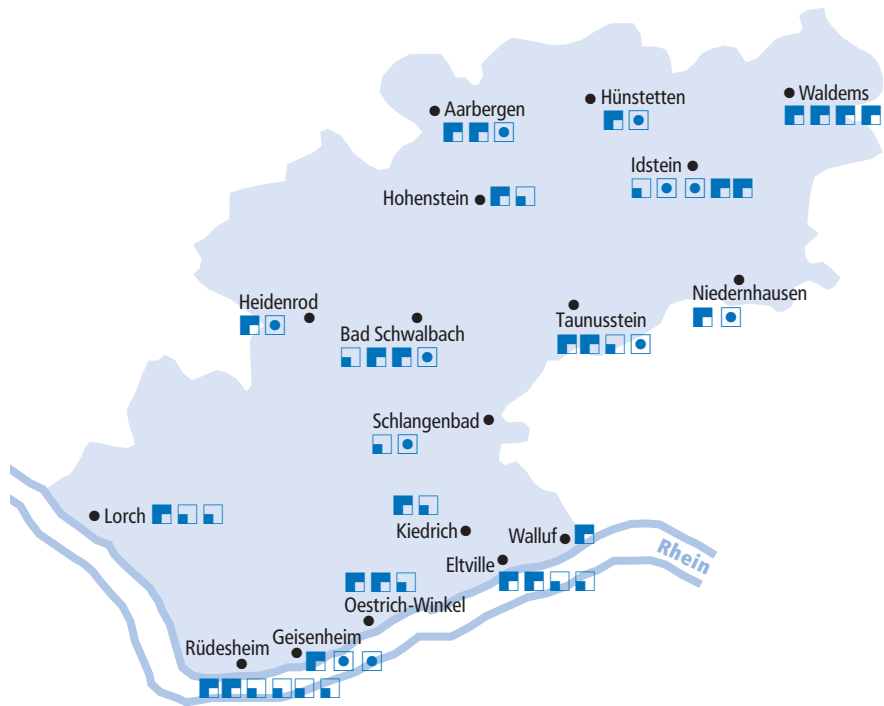 Aarbergen
Hünstetten
Waldems
Idstein
Hohenstein
Niedernhausen
Heidenrod
Taunusstein
Bad Schwalbach
Schlangenbad
Lorch
Kiedrich
Walluf
Rhein
Eltville
Oestrich-Winkel
Geisenheim
Rüdesheim